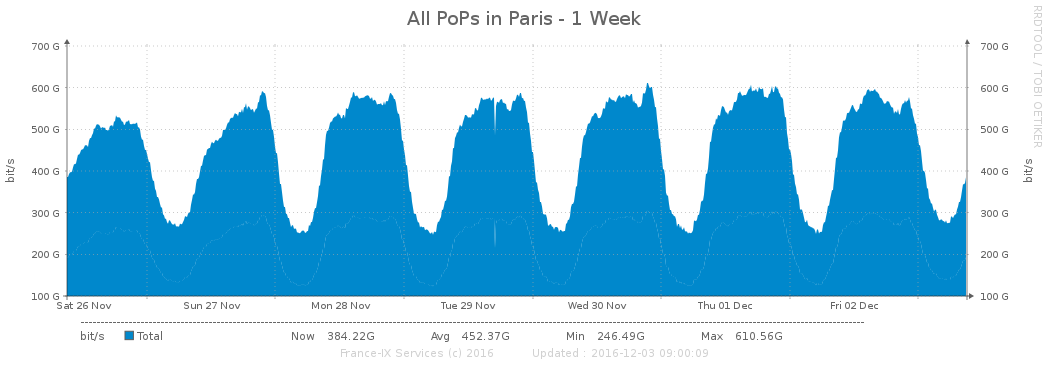 All PoPs in Paris - 1 Week
RRDTOOL / TOBI OETIKER
bit/s
700 G
600 G
500 G
400 G
300 G
200 G
100 G
700 G
600 G
500 G
400 G
300 G
200 G
100 G
bit/s
Sat 26 Nov Sun 27 Nov Mon 28 Nov Tue 29 Nov Wed 30 Nov Thu 01 Dec Fri 02 Dec
bit/s Total Now 384.22G Avg 452.37G Min 246.49G Max 610.56G
France-IX Services (c) 2016 Updated : 2016-12-03 09:00:09